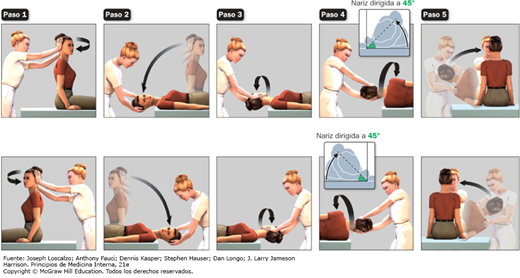 Nariz dirigida a 45°
Paso 1
Paso 2
Paso 3
Paso 4
Paso 5
Nariz dirigida a 45°
Fuente: Joseph Loscalzo; Anthony Fauci; Dennis Kasper; Stephen Hauser; Dan Longo; J. Larry Jameson
Harrison. Principios de Medicina Interna, 21e
Copyright © McGraw Hill Education. Todos los derechos reservados.